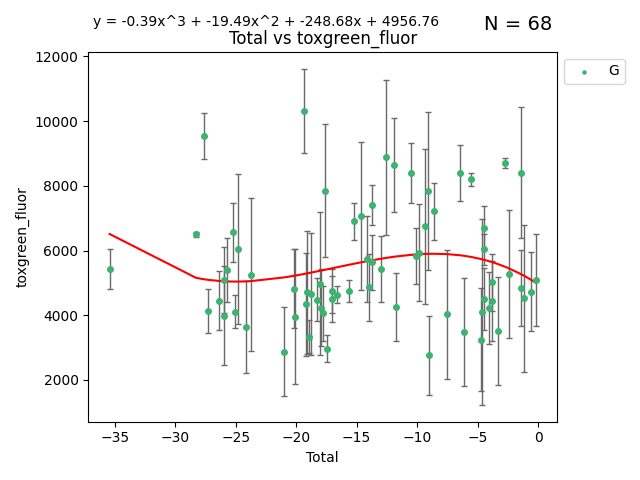 y = -0.39x^3 + -19.49x^2 + -248.68x + 4956.76
N = 68
Total vs toxgreen_fluor
G
toxgreen_fluor
12000
10000
8000
6000
4000
2000
−35 −30 −25 −20 −15 −10 −5 0
Total